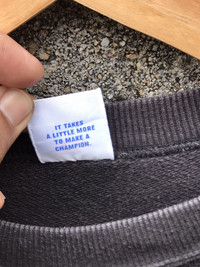 IT TAKES
A LITTLE MORE
TO MAKE A
CHAMPION.